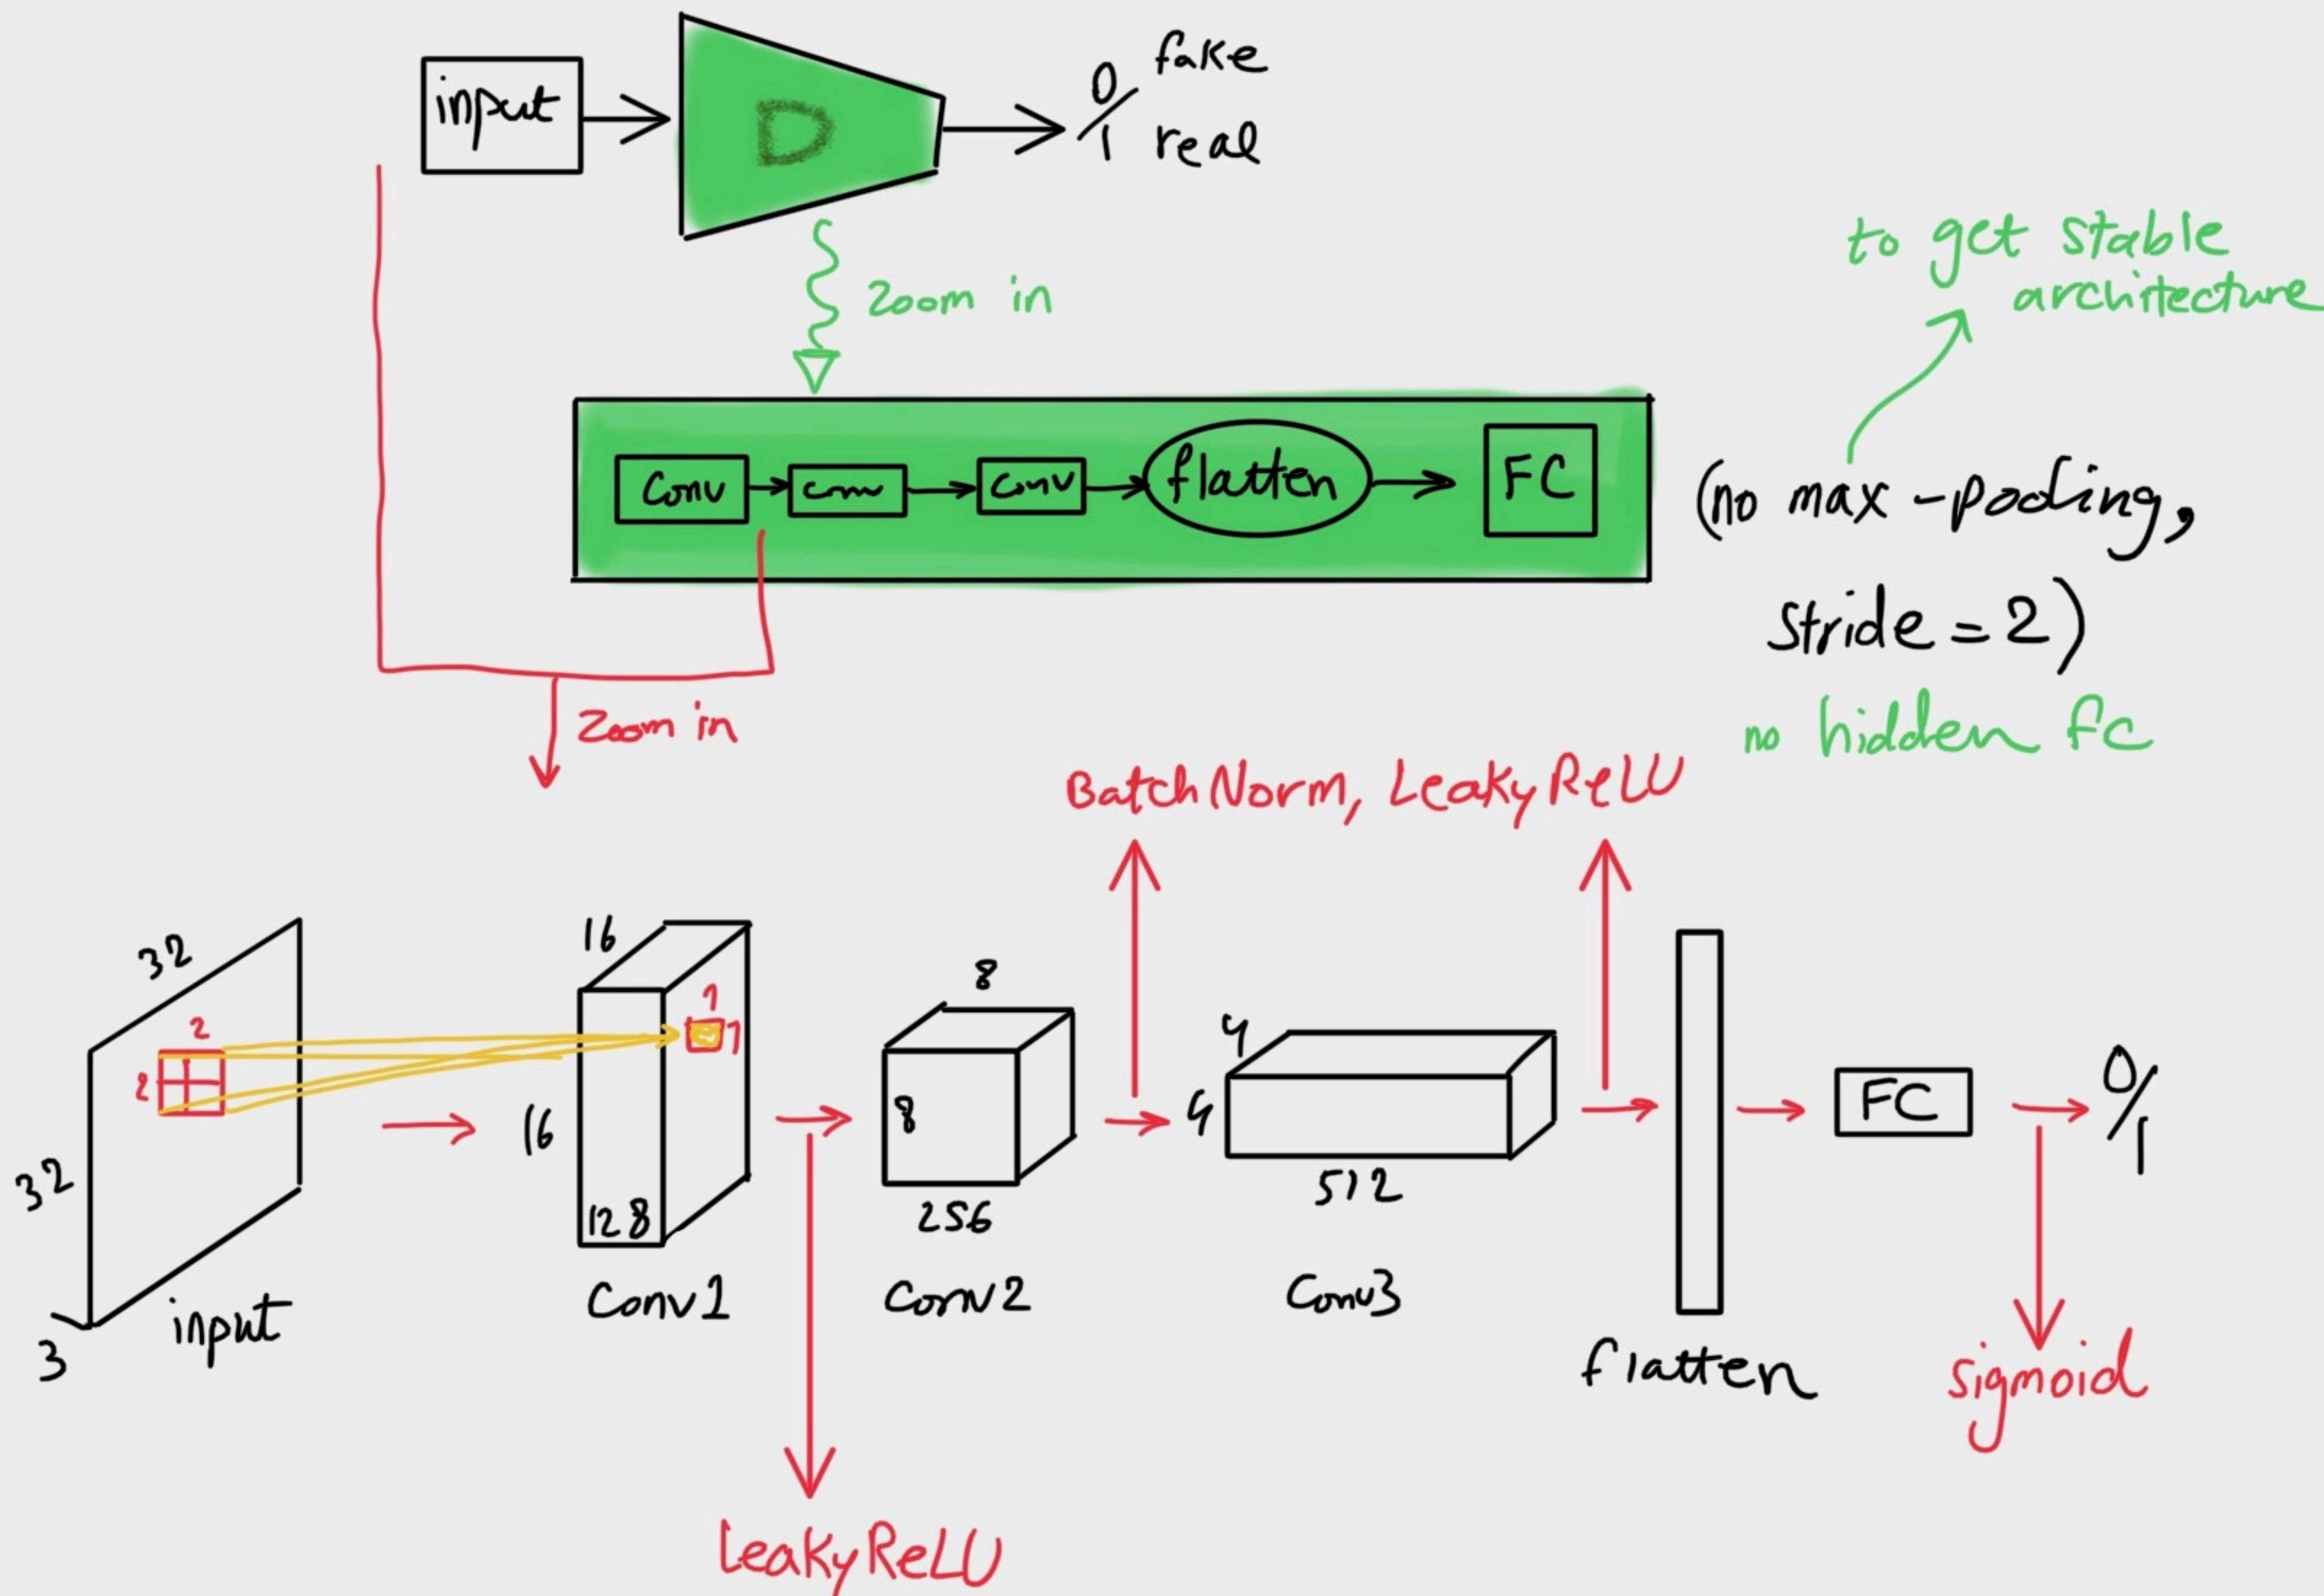 input
D
0/1
fake
real
zoom in
to get stable
architecture
Conv
conv
conv
flatten
FC
(no max-pooling,
stride = 2)
no hidden fc
zoom in
BatchNorm, LeakyReLU
32
32
3
2
2
input
16
16
128
1
1
Conv1
8
8
256
Conv2
4
4
512
Conv3
flatten
FC
0/1
sigmoid
LeakyReLU